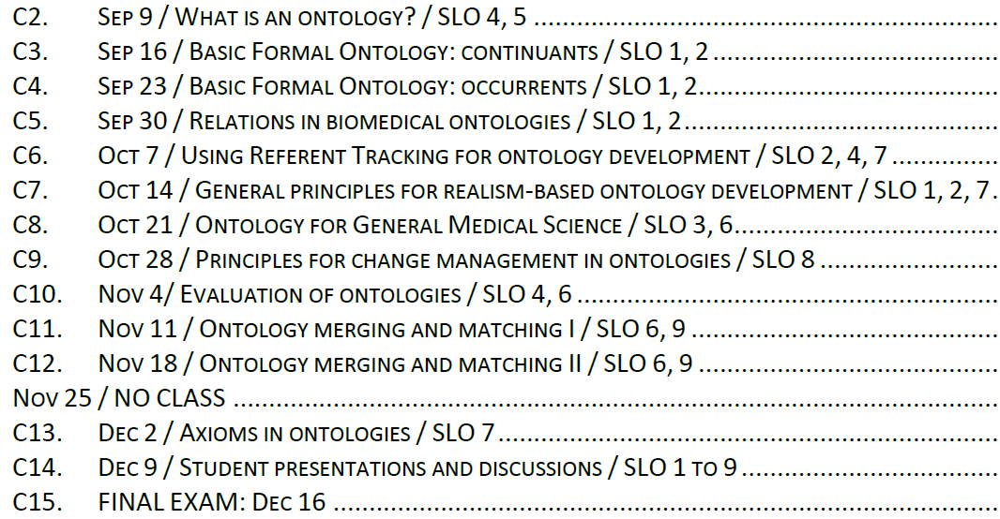 C2. Sep 9 / What is an ontology? / SLO 4, 5 ........................................................
C3. Sep 16 / Basic Formal Ontology: continuants / SLO 1, 2 ...................................
C4. Sep 23 / Basic Formal Ontology: occurrents / SLO 1, 2.....................................
C5. Sep 30 / Relations in biomedical ontologies / SLO 1, 2......................................
C6. Oct 7 / Using Referent Tracking for ontology development / SLO 2, 4, 7 .............
C7. Oct 14 / General principles for realism-based ontology development / SLO 1, 2, 7.
C8. Oct 21 / Ontology for General Medical Science / SLO 3, 6.................................
C9. Oct 28 / Principles for change management in ontologies / SLO 8 ......................
C10. Nov 4/ Evaluation of ontologies / SLO 4, 6 ...................................................
C11. Nov 11 / Ontology merging and matching I / SLO 6, 9 ......................................
C12. Nov 18 / Ontology merging and matching II / SLO 6, 9 .....................................
Nov 25 / NO CLASS ..................................................................................
C13. Dec 2 / Axioms in ontologies / SLO 7............................................................
C14. Dec 9 / Student presentations and discussions / SLO 1 to 9................................
C15. FINAL EXAM: Dec 16 ...............................................................................